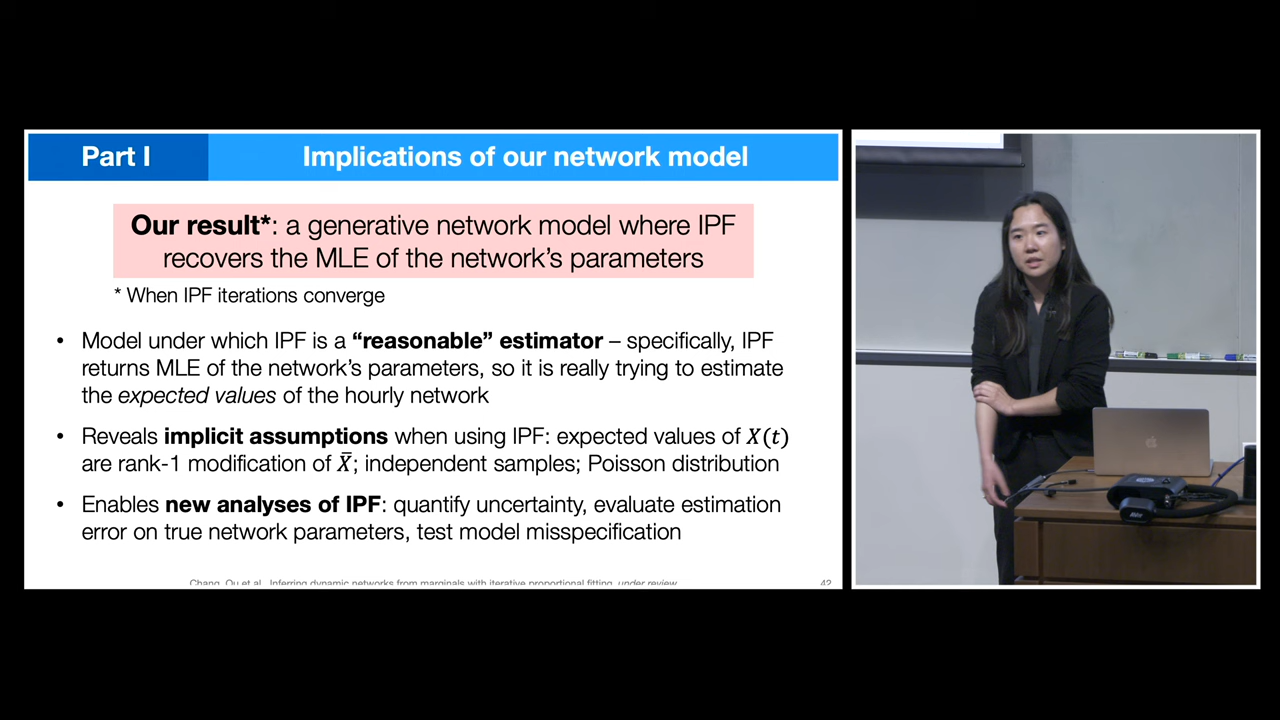 Part I
Implications of our network model
Our result*: a generative network model where IPF
recovers the MLE of the network's parameters
* When IPF iterations converge
• Model under which IPF is a “reasonable” estimator – specifically, IPF
returns MLE of the network's parameters, so it is really trying to estimate
the expected values of the hourly network
• Reveals implicit assumptions when using IPF: expected values of X(t)
are rank-1 modification of X̄; independent samples; Poisson distribution
• Enables new analyses of IPF: quantify uncertainty, evaluate estimation
error on true network parameters, test model misspecification
Chang, Qu et al. Inferring dynamic networks from marginals with iterative proportional fitting, under review.
42